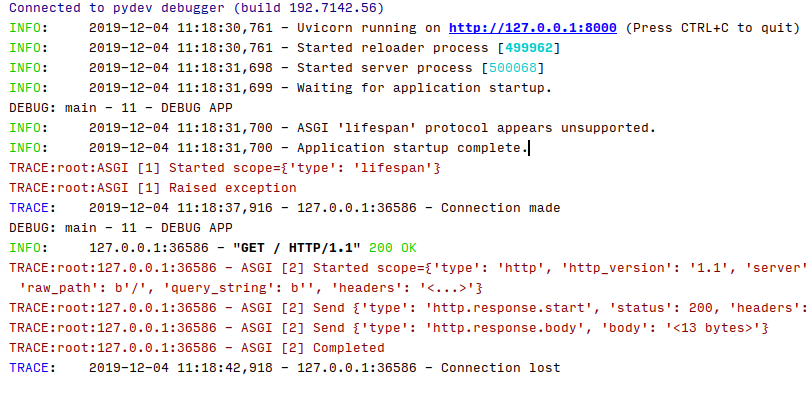 Connected to pydev debugger (build 192.7142.56)
INFO:     2019-12-04 11:18:30,761 - Uvicorn running on http://127.0.0.1:8000 (Press CTRL+C to quit)
INFO:     2019-12-04 11:18:30,761 - Started reloader process [499962]
INFO:     2019-12-04 11:18:31,698 - Started server process [500068]
INFO:     2019-12-04 11:18:31,699 - Waiting for application startup.
DEBUG: main - 11 - DEBUG APP
INFO:     2019-12-04 11:18:31,700 - ASGI 'lifespan' protocol appears unsupported.
INFO:     2019-12-04 11:18:31,700 - Application startup complete.
TRACE:root:ASGI [1] Started scope={'type': 'lifespan'}
TRACE:root:ASGI [1] Raised exception
TRACE:    2019-12-04 11:18:37,916 - 127.0.0.1:36586 - Connection made
DEBUG: main - 11 - DEBUG APP
INFO:     127.0.0.1:36586 - "GET / HTTP/1.1" 200 OK
TRACE:root:127.0.0.1:36586 - ASGI [2] Started scope={'type': 'http', 'http_version': '1.1', 'server'
 'raw_path': b'/', 'query_string': b'', 'headers': '<...>'}
TRACE:root:127.0.0.1:36586 - ASGI [2] Send {'type': 'http.response.start', 'status': 200, 'headers':
TRACE:root:127.0.0.1:36586 - ASGI [2] Send {'type': 'http.response.body', 'body': '<13 bytes>'}
TRACE:root:127.0.0.1:36586 - ASGI [2] Completed
TRACE:    2019-12-04 11:18:42,918 - 127.0.0.1:36586 - Connection lost